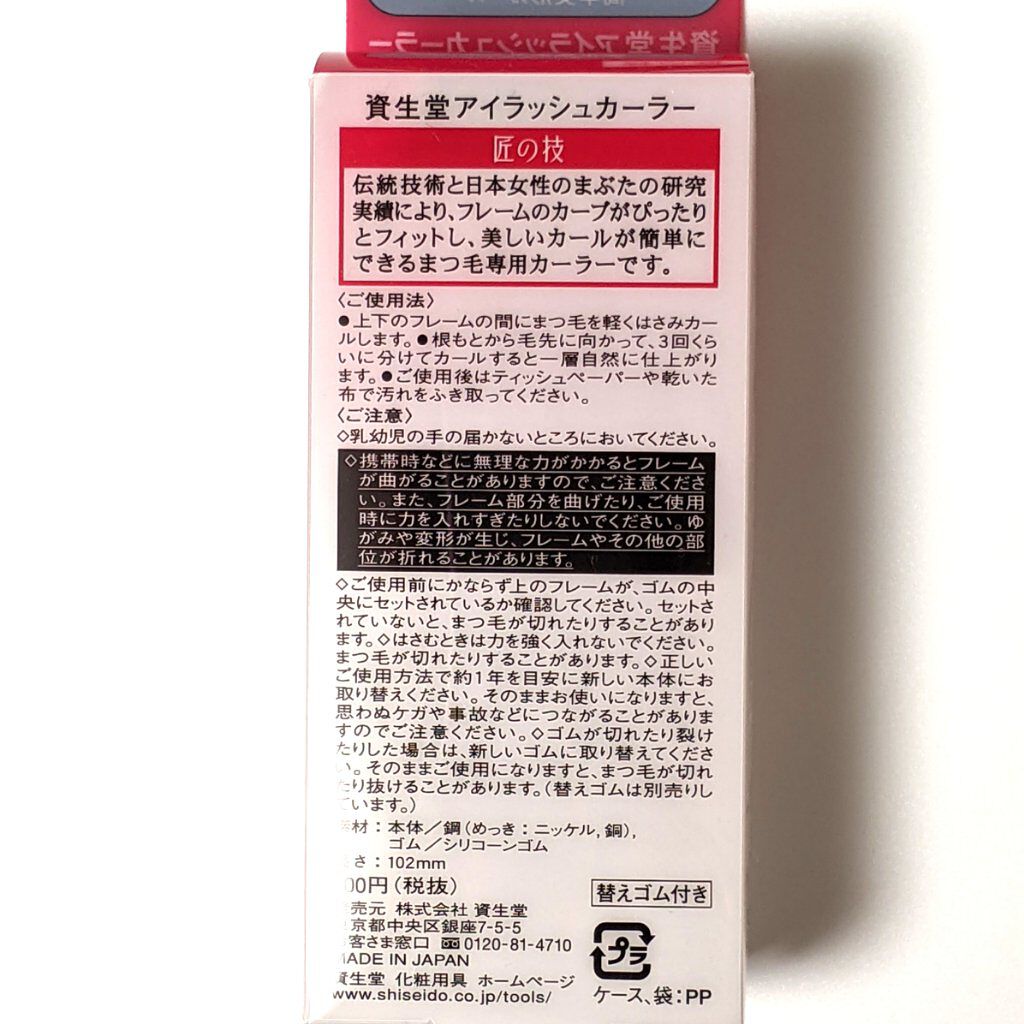 資生堂アイラッシュカーラー
資生堂アイラッシュカーラー
匠の技
伝統技術と日本女性のまぶたの研究
実績により、フレームのカーブがぴったり
とフィットし、美しいカールが簡単に
できるまつ毛専用カーラーです。
〈ご使用法〉
●上下のフレームの間にまつ毛を軽くはさみカー
ルします。●根もとから毛先に向かって、3回くら
いに分けてカールすると一層自然に仕上がり
ます。●ご使用後はティッシュペーパーや乾いた
布で汚れをふき取ってください。
〈ご注意〉
◇乳幼児の手の届かないところにおいてください。
◇携帯時などに無理な力がかかるとフレーム
が曲がることがありますので、ご注意くださ
い。また、フレーム部分を曲げたり、ご使用
時に力を入れすぎたりしないでください。ゆ
がみや変形が生じ、フレームやその他の部
位が折れることがあります。
◇ご使用前にかならず上のフレームが、ゴムの中
央にセットされているか確認してください。セットさ
れていないと、まつ毛が切れたりすることがあり
ます。◇はさむときは力を強く入れないでください。
まつ毛が切れたりすることがあります。◇正しい
ご使用方法で約1年を目安に新しい本体にお
取り替えください。そのままお使いになりますと、
思わぬケガや事故などにつながることがありま
すのでご注意ください。◇ゴムが切れたり裂け
たりした場合は、新しいゴムに取り替えてくださ
い。そのままご使用になりますと、まつ毛が切れ
たり抜けることがあります。（替えゴムは別売りし
ています。）
素材：本体／鋼（めっき：ニッケル，銅），
ゴム／シリコーンゴム
長さ：102mm
00円（税抜）
替えゴム付き
発売元 株式会社 資生堂
東京都中央区銀座7-5-5
お客さま窓口 0120-81-4710
MADE IN JAPAN
資生堂 化粧用具 ホームページ
www.shiseido.co.jp/tools/
プラ
ケース、袋：PP